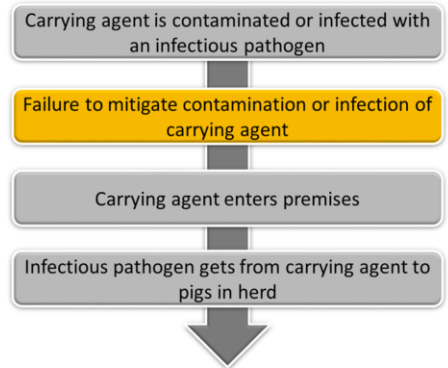 Carrying agent is contaminated or infected with
an infectious pathogen
Failure to mitigate contamination or infection of
carrying agent
Carrying agent enters premises
Infectious pathogen gets from carrying agent to
pigs in herd